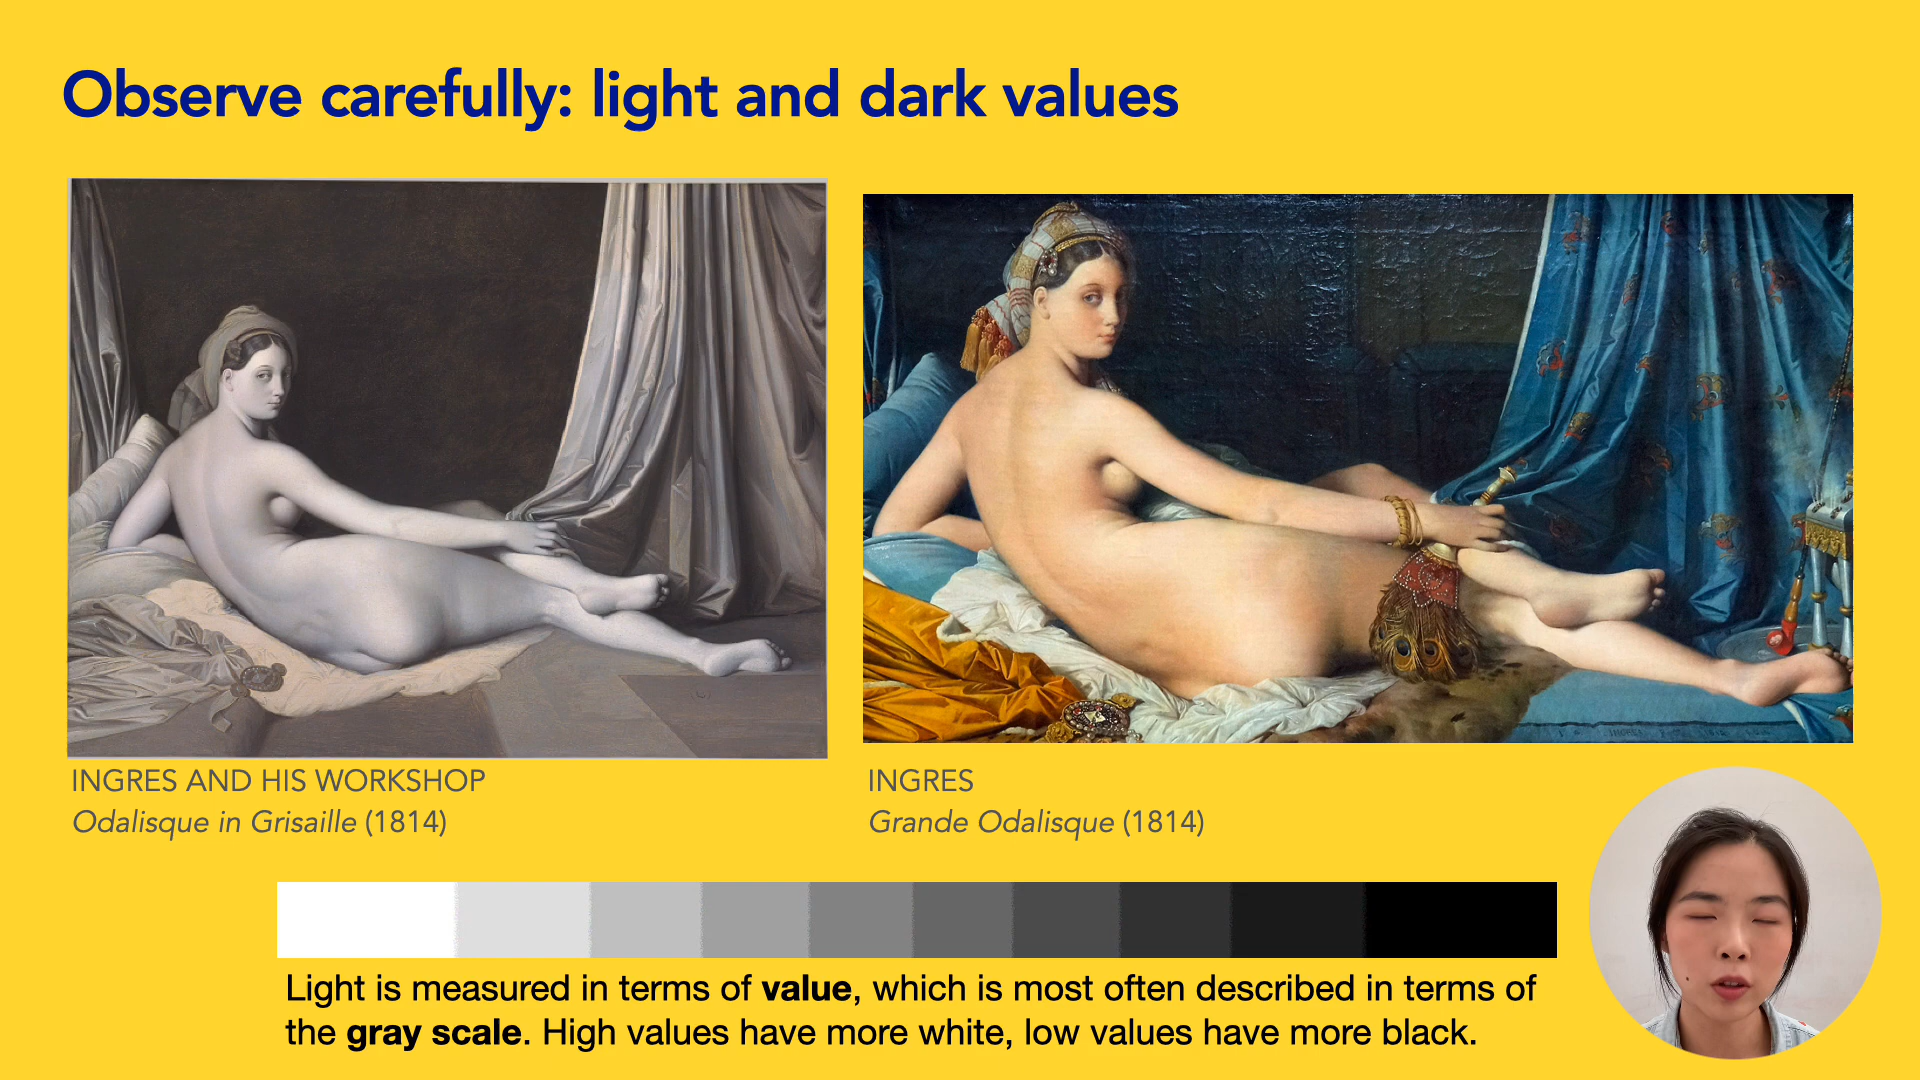 Observe carefully: light and dark values
INGRES AND HIS WORKSHOP
Odalisque in Grisaille (1814)
INGRES
Grande Odalisque (1814)
Light is measured in terms of value, which is most often described in terms of
the gray scale. High values have more white, low values have more black.